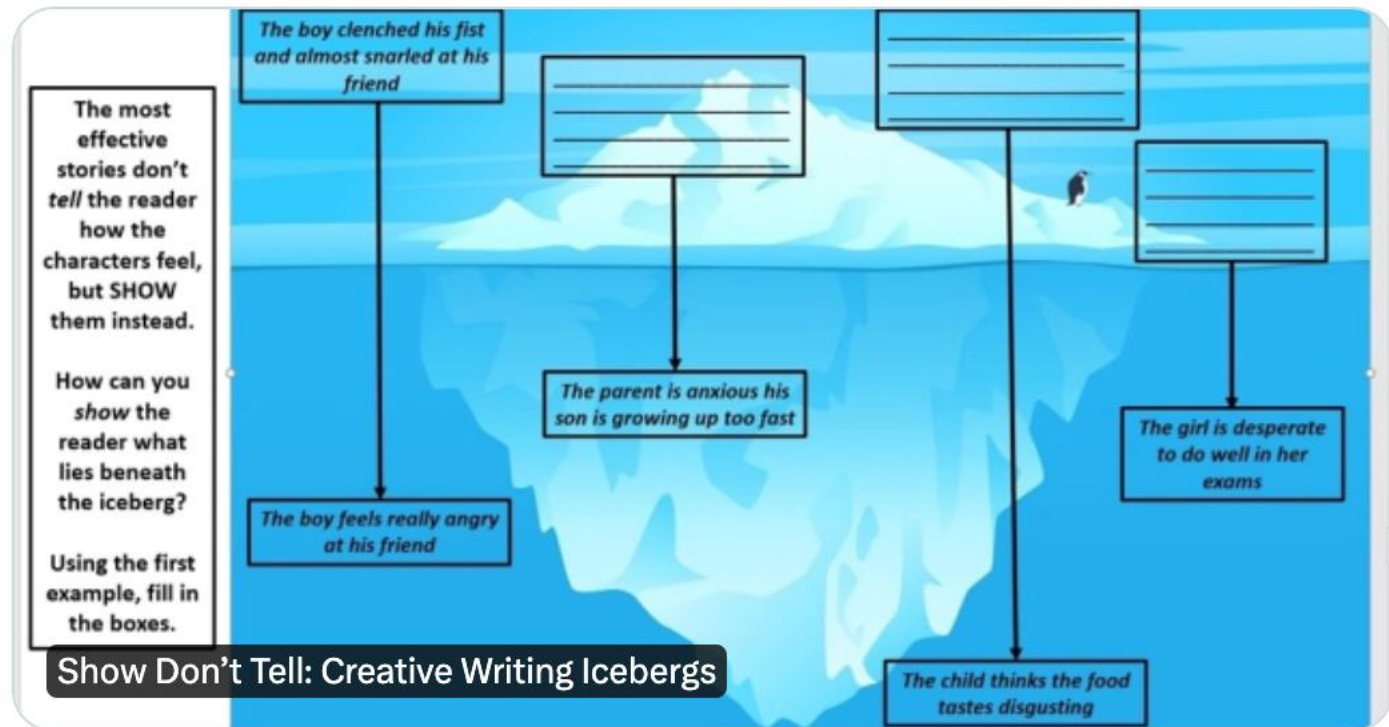 The most
effective
stories don't
tell the reader
how the
characters feel,
but SHOW
them instead.
How can you
show the
reader what
lies beneath
the iceberg?
Using the first
example, fill in
the boxes.
The boy clenched his fist
and almost snarled at his
friend
The boy feels really angry
at his friend
The parent is anxious his
son is growing up too fast
The child thinks the food
tastes disgusting
The girl is desperate
to do well in her
exams
Show Don't Tell: Creative Writing Icebergs